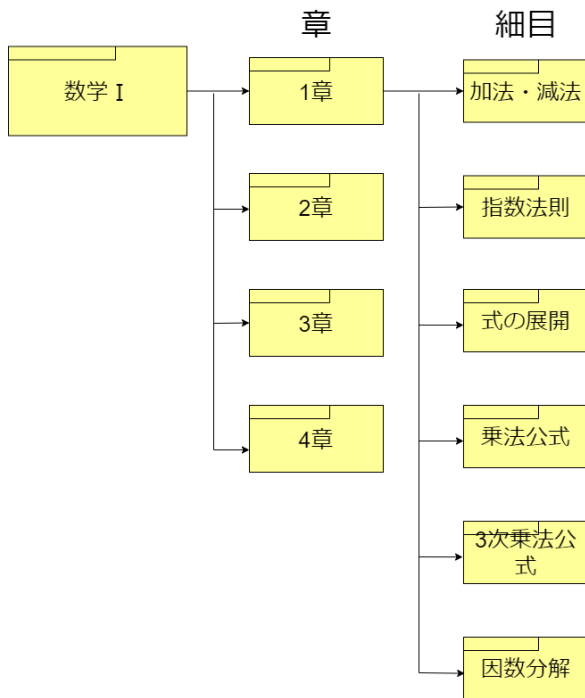 章
細目
数学Ⅰ
1章
2章
3章
4章
加法・減法
指数法則
式の展開
乗法公式
3次乗法公
式
因数分解